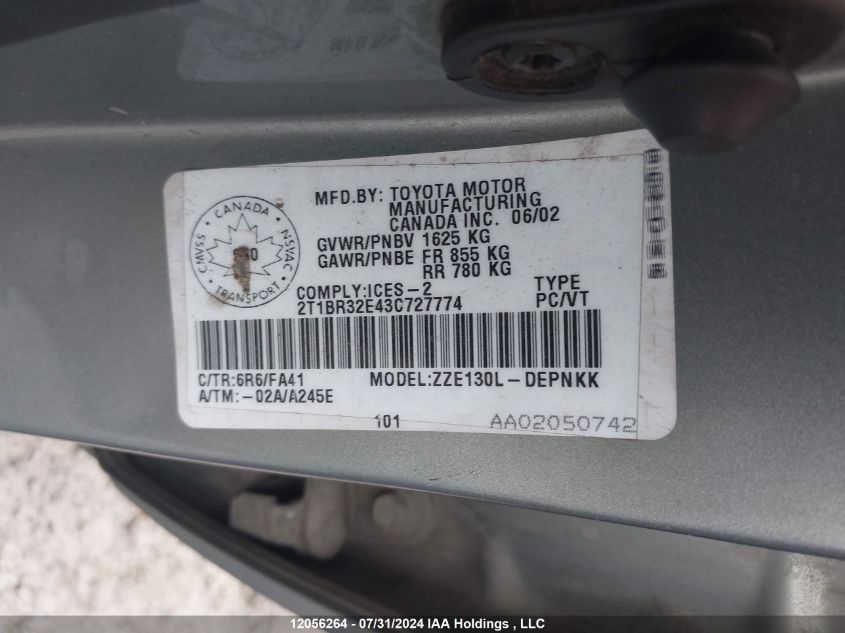 MFD.BY: TOYOTA MOTOR
MANUFACTURING
CANADA INC. 06/02
GVWR/PNBV 1625 KG
GAWR/PNBE FR 855 KG
RR 780 KG
COMPLY:ICES-2
TYPE
2T1BR32E43C727774
PC/VT
CANADA
CMVSS
NSVAC
TRANSPORT
C/TR:6R6/FA41
MODEL:ZZE130L-DEPNKK
A/TM:-02A/A245E
101
AA02050742
12056264 - 07/31/2024 IAA Holdings , LLC